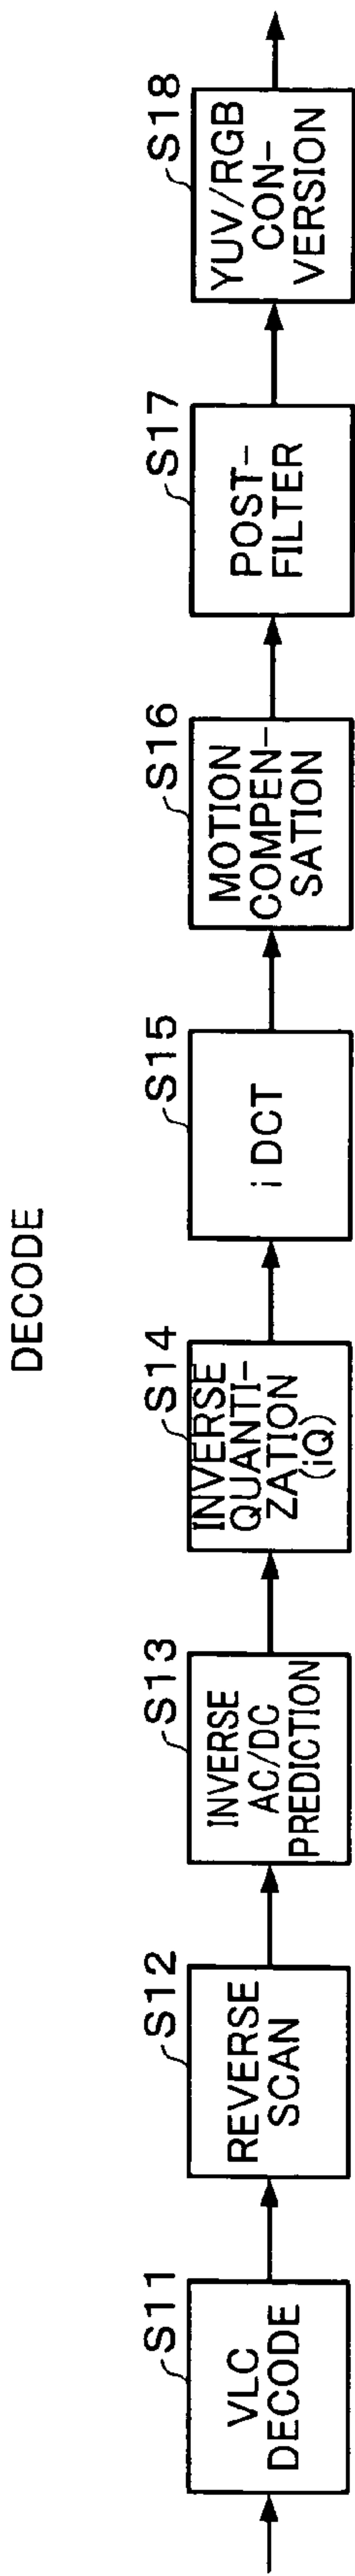 DECODE
S11
VLC
DECODE
S12
REVERSE
SCAN
S13
INVERSE
AC/DC
PREDICTION
S14
INVERSE
QUANTI-
ZATION
(iQ)
S15
i DCT
S16
MOTION
COMPEN-
SATION
S17
POST-
FILTER
S18
YUV/RGB
CON-
VERSION